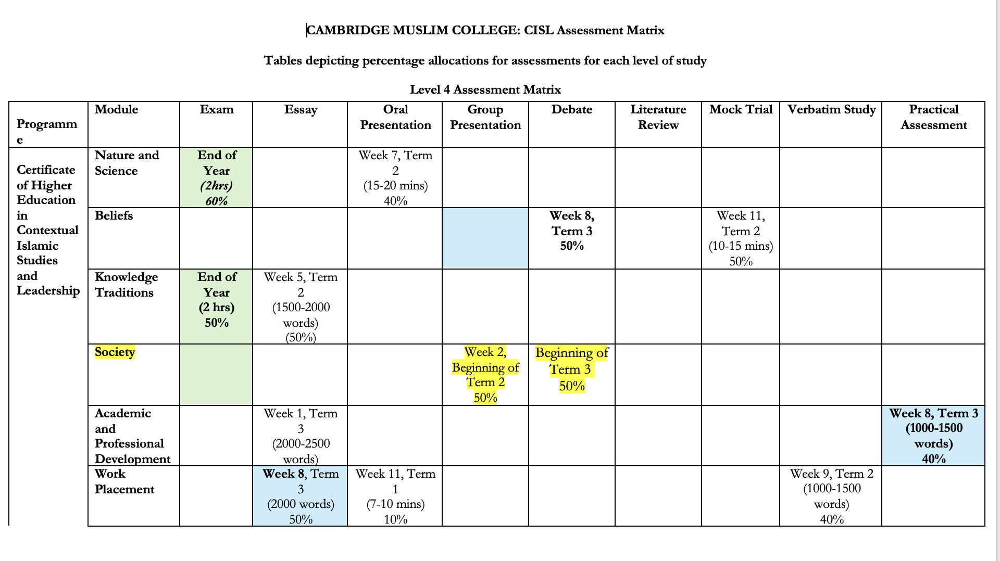 CAMBRIDGE MUSLIM COLLEGE: CISL Assessment Matrix
Tables depicting percentage allocations for assessments for each level of study
Level 4 Assessment Matrix
Programm
e
Module
Exam
Essay
Oral
Presentation
Group
Presentation
Debate
Literature
Review
Mock Trial
Verbatim Study
Practical
Assessment
Certificate
of Higher
Education
in
Contextual
Islamic
Studies
and
Leadership
Nature and
Science
End of
Year
(2hrs)
60%
Week 7, Term
2
(15-20 mins)
40%
Beliefs
Week 8,
Term 3
50%
Week 11,
Term 2
(10-15 mins)
50%
Knowledge
Traditions
End of
Year
(2 hrs)
50%
Week 5, Term
2
(1500-2000
words)
(50%)
Society
Week 2,
Beginning of
Term 2
50%
Beginning of
Term 3
50%
Academic
and
Professional
Development
Week 1, Term
3
(2000-2500
words)
Week 8, Term 3
(1000-1500
words)
40%
Work
Placement
Week 8, Term
3
(2000 words)
50%
Week 11, Term
1
(7-10 mins)
10%
Week 9, Term 2
(1000-1500
words)
40%